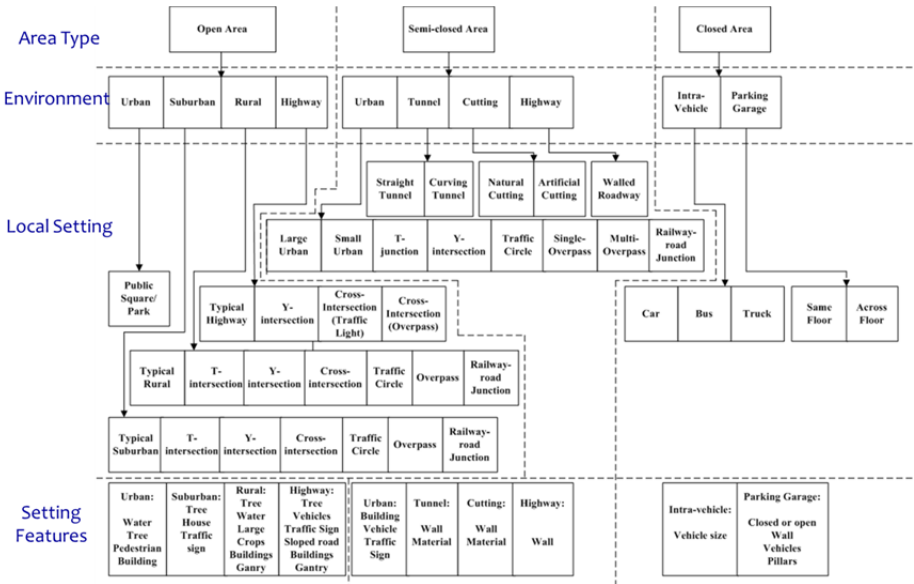 Area Type
Open Area
Semi-closed Area
Closed Area
Environment
Urban
Suburban
Rural
Highway
Urban
Tunnel
Cutting
Highway
Intra-
Vehicle
Parking
Garage
Local Setting
Straight
Tunnel
Curving
Tunnel
Natural
Cutting
Artificial
Cutting
Walled
Roadway
Large
Urban
Small
Urban
T-
junction
Y-
intersection
Traffic
Circle
Single-
Overpass
Multi-
Overpass
Railway-
road
Junction
Public
Square/
Park
Typical
Highway
Y-
intersection
Cross-
Intersection
(Traffic
Light)
Cross-
Intersection
(Overpass)
Car
Bus
Truck
Same
Floor
Across
Floor
Typical
Rural
T-
intersection
Y-
intersection
Cross-
intersection
Traffic
Circle
Overpass
Railway-
road
Junction
Typical
Suburban
T-
intersection
Y-
intersection
Cross-
intersection
Traffic
Circle
Overpass
Railway-
road
Junction
Setting
Features
Urban:
Water
Tree
Pedestrian
Building
Suburban:
Tree
House
Traffic
sign
Rural:
Tree
Water
Large
Crops
Buildings
Ganry
Highway:
Tree
Vehicles
Traffic Sign
Sloped road
Buildings
Gantry
Urban:
Building
Vehicle
Traffic
Sign
Tunnel:
Wall
Material
Cutting:
Wall
Material
Highway:
Wall
Intra-vehicle:
Vehicle size
Parking Garage:
Closed or open
Wall
Vehicles
Pillars